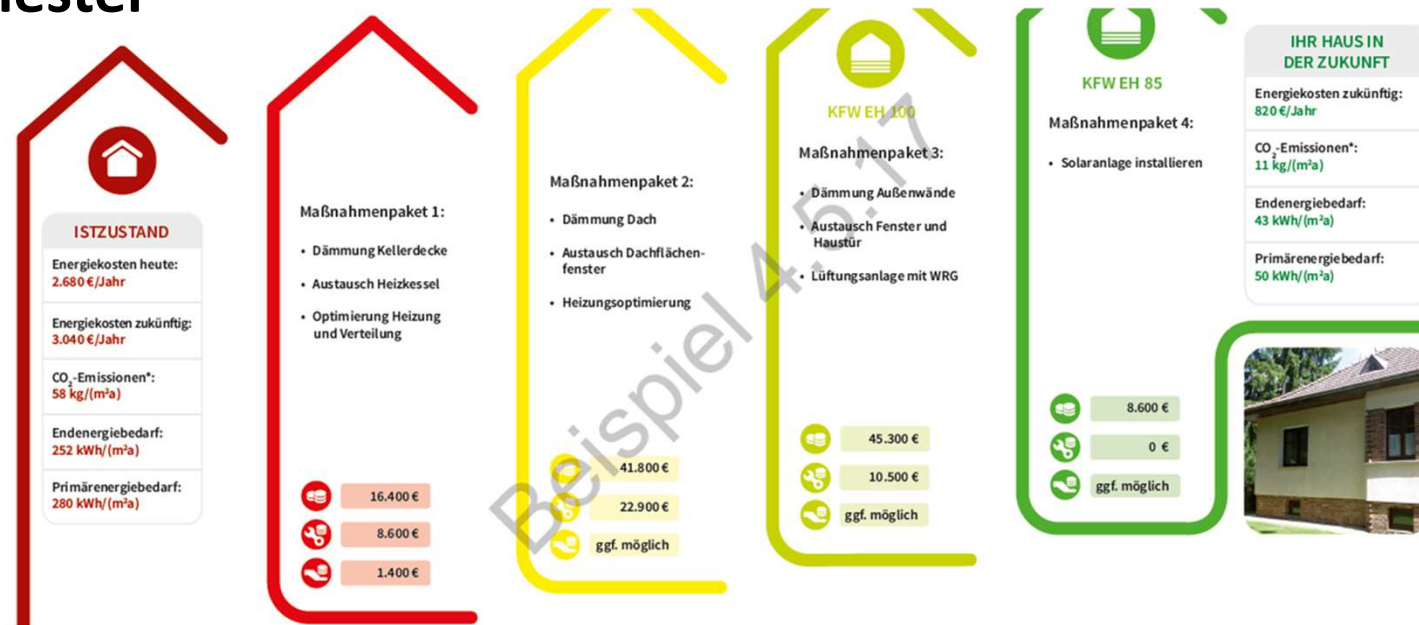 ISTZUSTAND
Energiekosten heute:
2.680 €/Jahr
Energiekosten zukünftig:
3.040 €/Jahr
CO₂-Emissionen*:
58 kg/(m²a)
Endenergiebedarf:
252 kWh/(m²a)
Primärenergiebedarf:
280 kWh/(m²a)
Maßnahmenpaket 1:
• Dämmung Kellerdecke
• Austausch Heizkessel
• Optimierung Heizung
und Verteilung
16.400 €
8.600 €
1.400 €
Maßnahmenpaket 2:
• Dämmung Dach
• Austausch Dachflächen-
fenster
• Heizungsoptimierung
41.800 €
22.900 €
ggf. möglich
KFW EH 100
Maßnahmenpaket 3:
• Dämmung Außenwände
• Austausch Fenster und
Haustür
• Lüftungsanlage mit WRG
45.300 €
10.500 €
ggf. möglich
KFW EH 85
Maßnahmenpaket 4:
• Solaranlage installieren
8.600 €
0 €
ggf. möglich
IHR HAUS IN
DER ZUKUNFT
Energiekosten zukünftig:
820 €/Jahr
CO₂-Emissionen*:
11 kg/(m²a)
Endenergiebedarf:
43 kWh/(m²a)
Primärenergiebedarf:
50 kWh/(m²a)
Beispiel 4.5.17